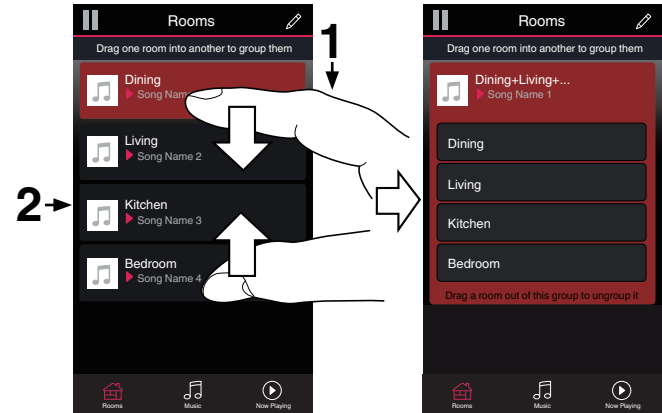 Rooms
Drag one room into another to group them
1
Dining
Song Nam
Living
Song Name 2
2
Kitchen
Song Name 3
Bedroom
Song Name 4
Rooms
Music
Now Playing
Rooms
Drag one room into another to group them
Dining+Living+...
Song Name 1
Dining
Living
Kitchen
Bedroom
Drag a room out of this group to ungroup it
Rooms
Music
Now Playing